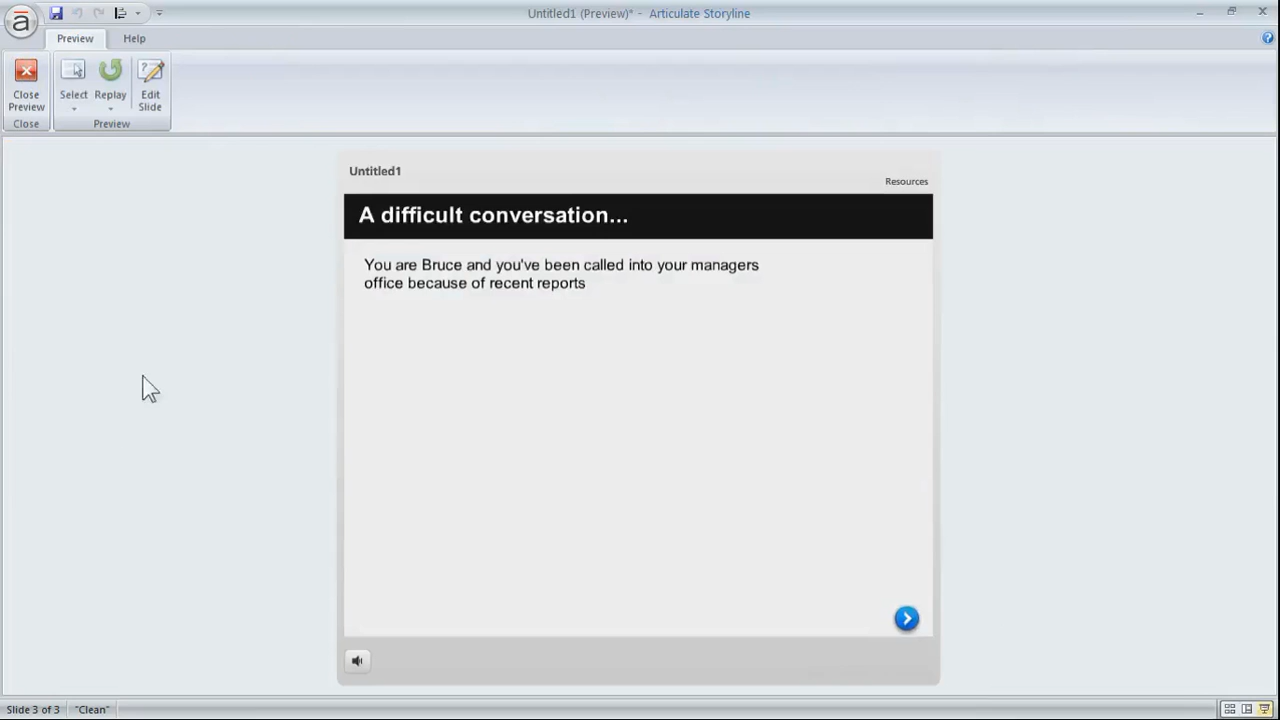 Untitled1 (Preview)* - Articulate Storyline
Preview Help
Close Preview
Select
Replay
Edit Slide
Close
Preview
Untitled1
Resources
A difficult conversation...
You are Bruce and you've been called into your managers
office because of recent reports
Slide 3 of 3 "Clean"